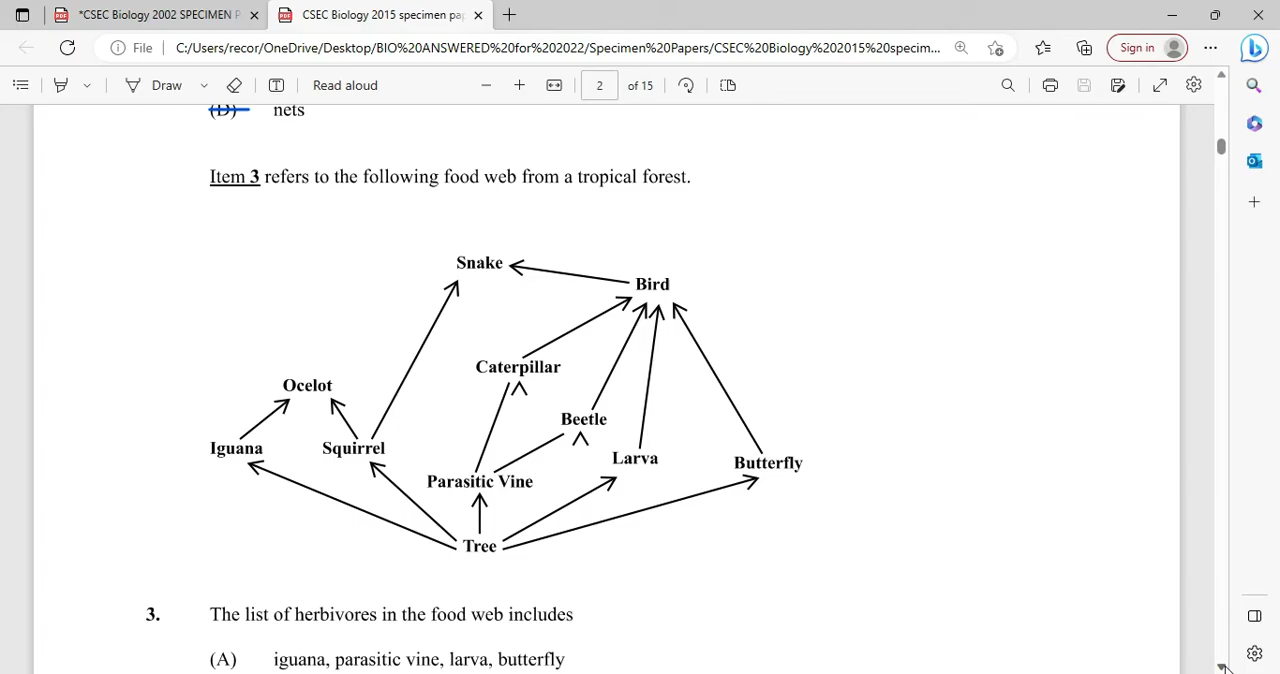 *CSEC Biology 2002 SPECIMEN P
CSEC Biology 2015 specimen pap
File
C:/Users/recor/OneDrive/Desktop/BIO%20ANSWERED%20for%202022/Specimen%20Papers/CSEC%20Biology%202015%20specim...
Sign in
Draw
Read aloud
2
of 15
(D) nets
Item 3 refers to the following food web from a tropical forest.
Snake
Bird
Caterpillar
Ocelot
Beetle
Iguana
Squirrel
Larva
Butterfly
Parasitic Vine
Tree
3. The list of herbivores in the food web includes
(A) iguana, parasitic vine, larva, butterfly